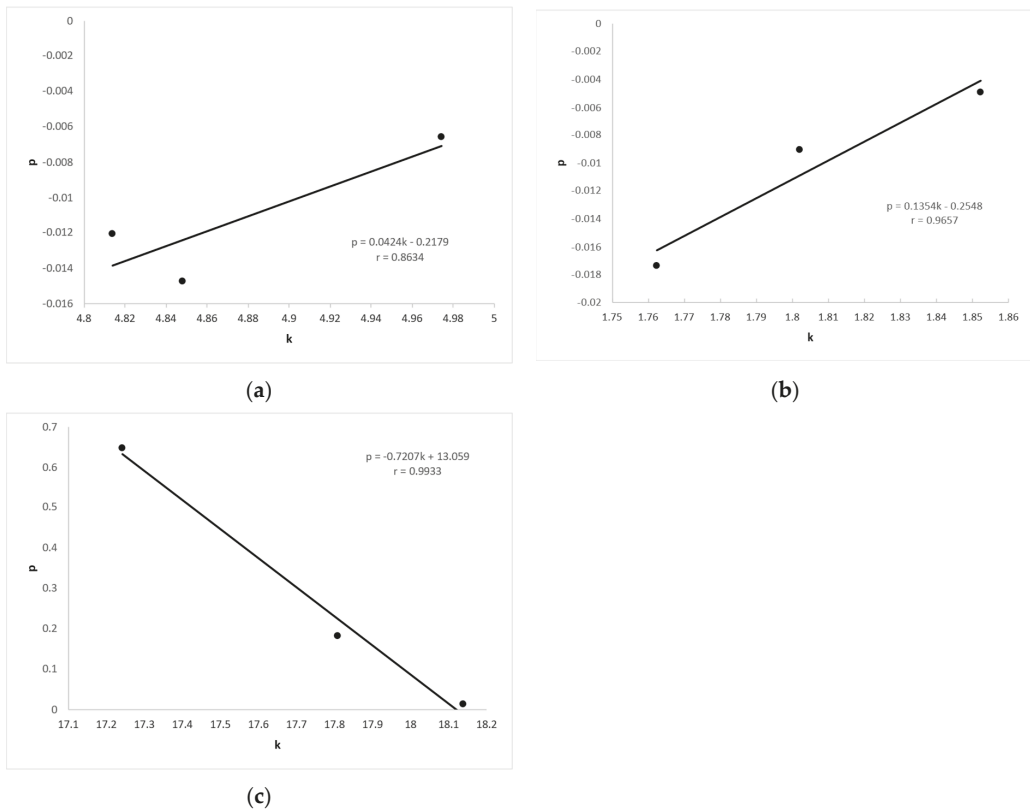 0
-0.002
-0.004
-0.006
-0.008
-0.01
-0.012
-0.014
-0.016
p
4.8 4.82 4.84 4.86 4.88 4.9 4.92 4.94 4.96 4.98 5
k
p = 0.0424k - 0.2179
r = 0.8634
(a)
0
-0.002
-0.004
-0.006
-0.008
-0.01
-0.012
-0.014
-0.016
-0.018
-0.02
p
1.75 1.76 1.77 1.78 1.79 1.8 1.81 1.82 1.83 1.84 1.85 1.86
k
p = 0.1354k - 0.2548
r = 0.9657
(b)
0.7
0.6
0.5
0.4
0.3
0.2
0.1
0
p
17.1 17.2 17.3 17.4 17.5 17.6 17.7 17.8 17.9 18 18.1 18.2
k
p = -0.7207k + 13.059
r = 0.9933
(c)